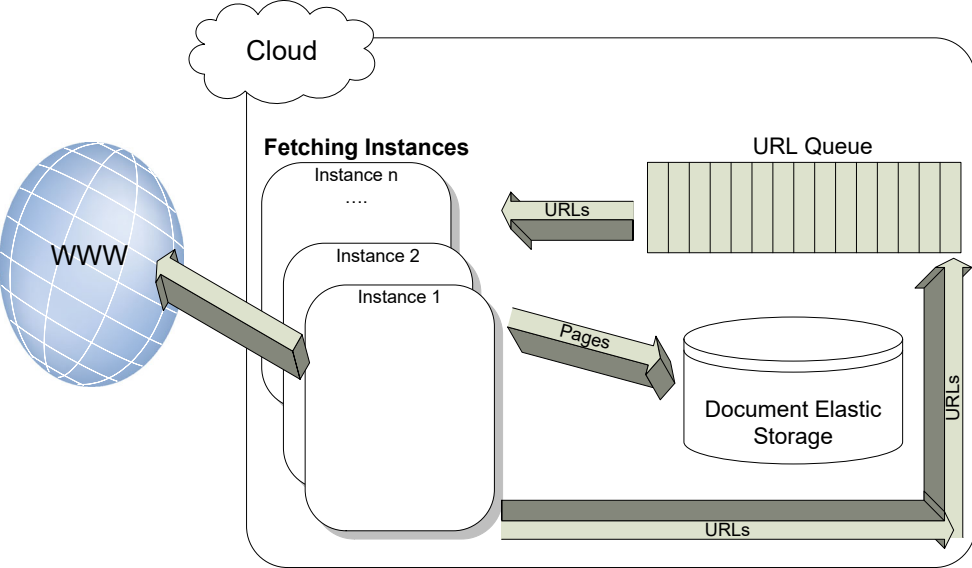 Cloud
Fetching Instances
URL Queue
Instance n
....
URLs
WWW
Instance 2
Instance 1
Pages
Document Elastic
Storage
URLs
URLs